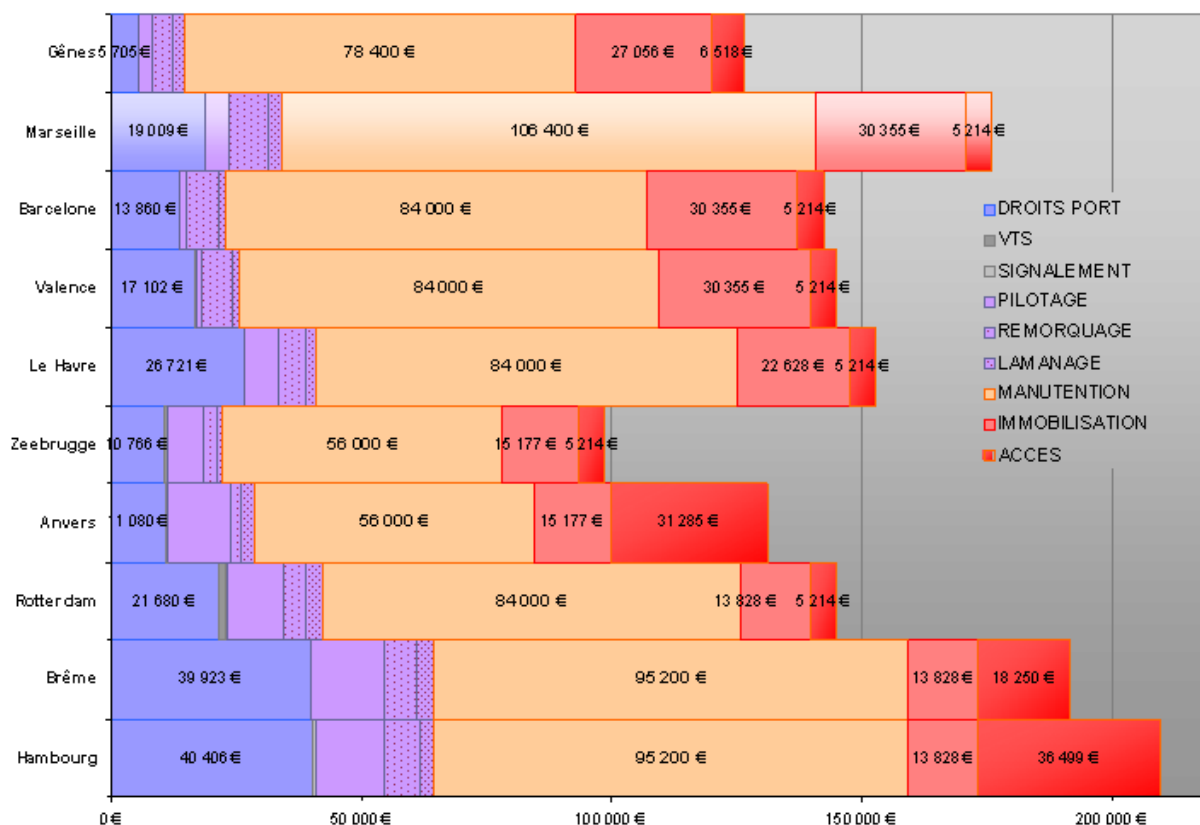 Gênes 5 705 € 78 400 € 27 056 € 6 518 €
Marseille 19 009 € 106 400 € 30 355 € 5 214 €
Barcelone 13 860 € 84 000 € 30 355 € 5 214 €
DROITS PORT
VTS
SIGNALEMENT
PILOTAGE
REMORQUAGE
LAMANAGE
MANUTENTION
IMMOBILISATION
ACCES
Valence 17 102 € 84 000 € 30 355 € 5 214 €
Le Havre 26 721 € 84 000 € 22 628 € 5 214 €
Zeebrugge 10 766 € 56 000 € 15 177 € 5 214 €
Anvers 11 080 € 56 000 € 15 177 € 31 285 €
Rotterdam 21 680 € 84 000 € 13 828 € 5 214 €
Brême 39 923 € 95 200 € 13 828 € 18 250 €
Hambourg 40 406 € 95 200 € 13 828 € 36 499 €
0 € 50 000 € 100 000 € 150 000 € 200 000 €